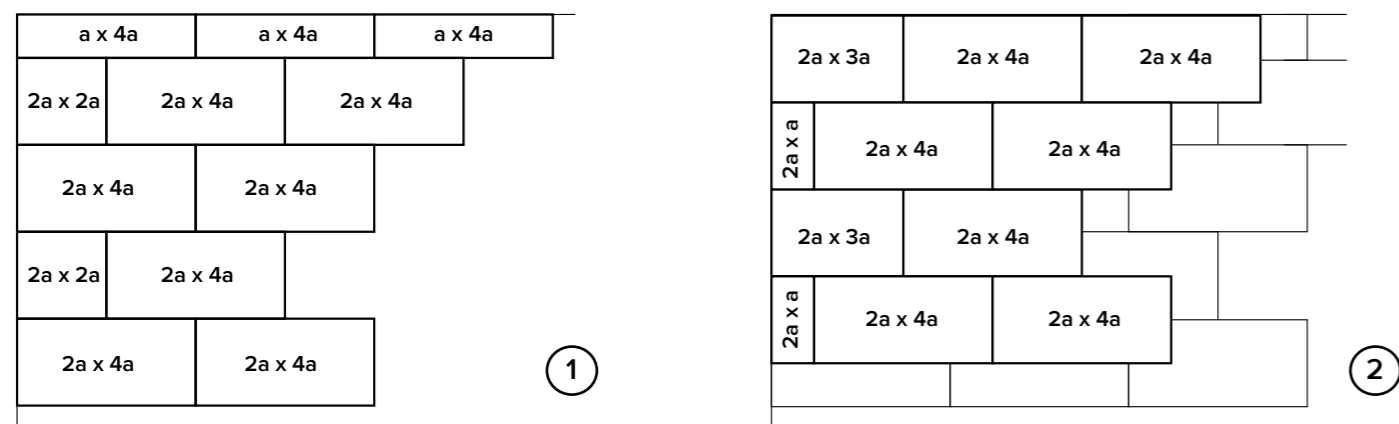 a x 4a a x 4a a x 4a
2a x 2a 2a x 4a 2a x 4a
2a x 4a 2a x 4a
2a x 2a 2a x 4a
2a x 4a 2a x 4a
1
2a x 3a 2a x 4a 2a x 4a
2a x a 2a x 4a 2a x 4a
2a x 3a 2a x 4a
2a x a 2a x 4a 2a x 4a
2